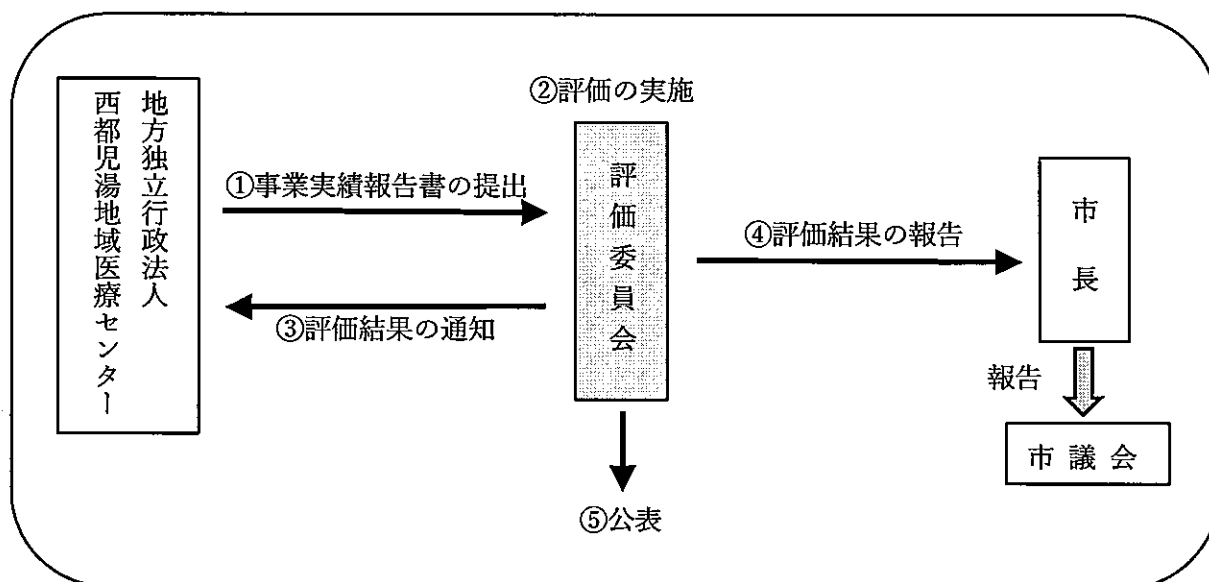 地方独立行政法人
西都児湯地域医療センター
①事業実績報告書の提出
③評価結果の通知
②評価の実施
評価委員会
④評価結果の報告
⑤公表
市長
報告
市議会